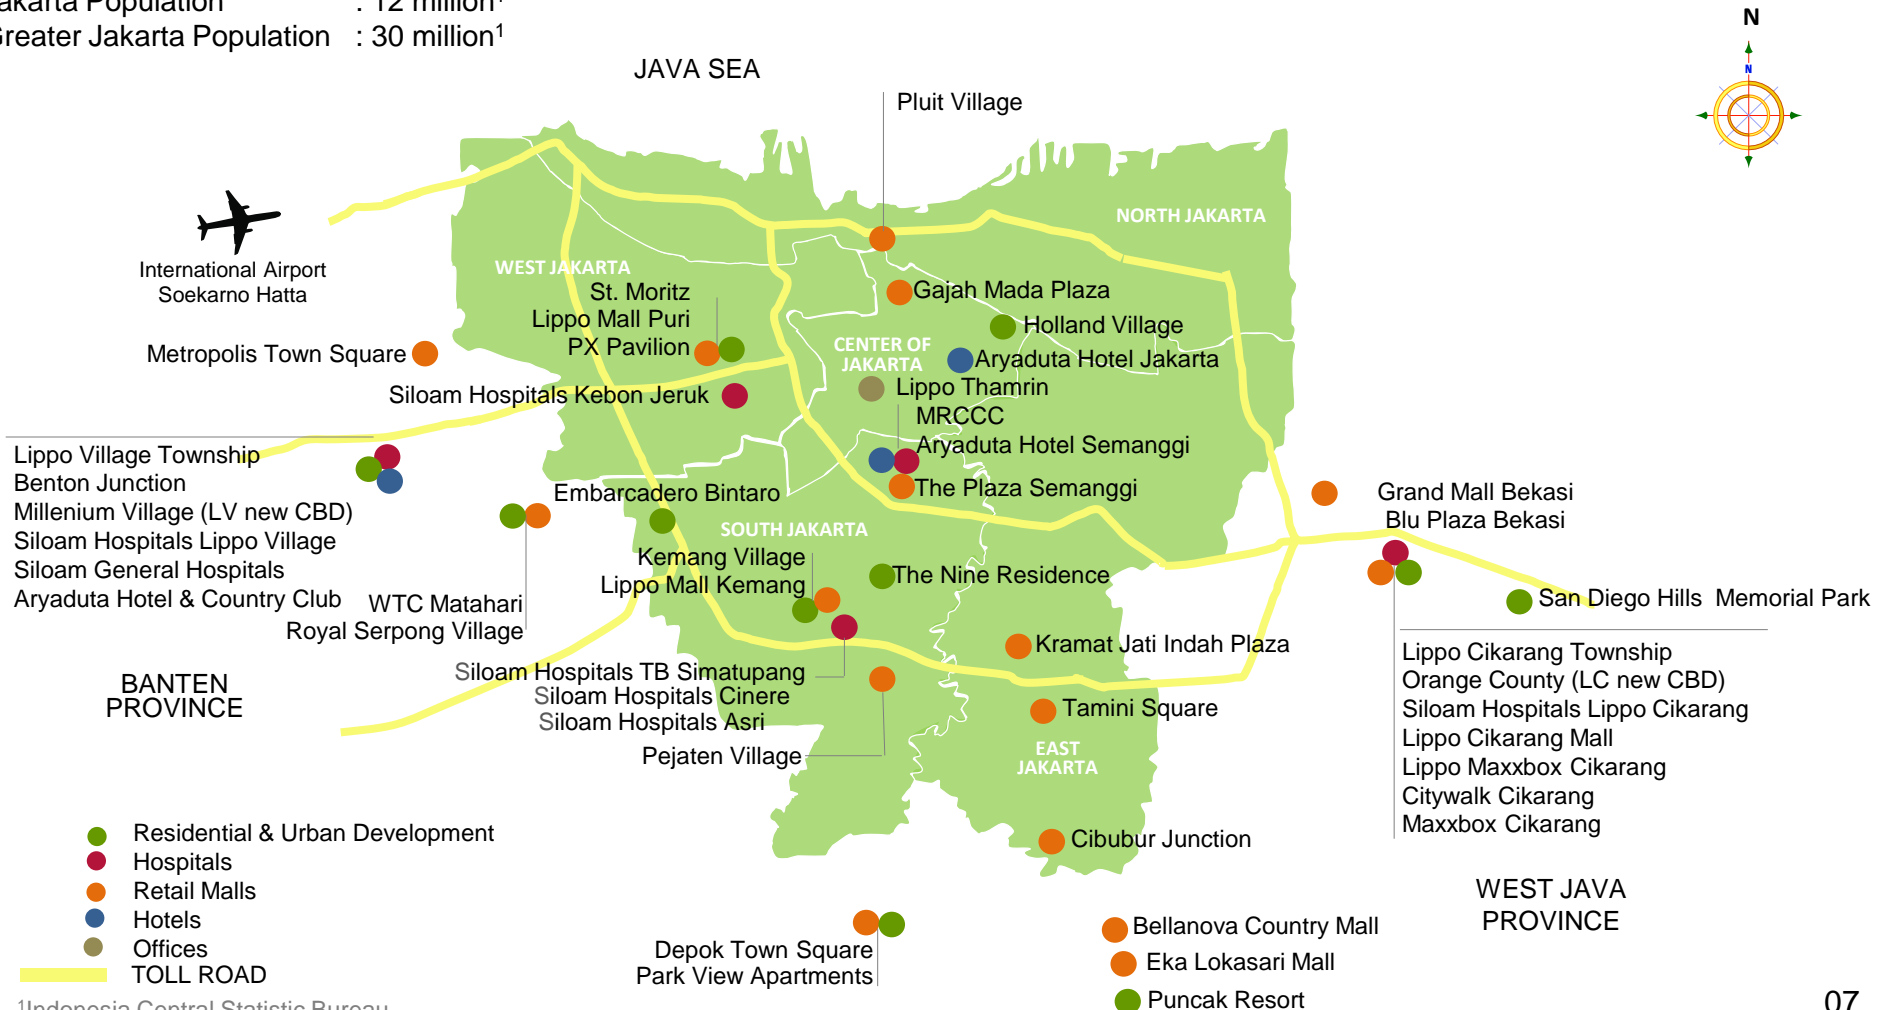 Jakarta Population : 12 million¹
Greater Jakarta Population : 30 million¹
N
N
JAVA SEA
Pluit Village
NORTH JAKARTA
International Airport
Soekarno Hatta
WEST JAKARTA
St. Moritz
Lippo Mall Puri
PX Pavilion
Gajah Mada Plaza
Holland Village
CENTER OF
JAKARTA
Aryaduta Hotel Jakarta
Metropolis Town Square
Siloam Hospitals Kebon Jeruk
Lippo Thamrin
MRCCC
Aryaduta Hotel Semanggi
The Plaza Semanggi
Lippo Village Township
Benton Junction
Millenium Village (LV new CBD)
Siloam Hospitals Lippo Village
Siloam General Hospitals
Aryaduta Hotel & Country Club
Embarcadero Bintaro
WTC Matahari
Royal Serpong Village
SOUTH JAKARTA
Kemang Village
Lippo Mall Kemang
The Nine Residence
Grand Mall Bekasi
Blu Plaza Bekasi
San Diego Hills Memorial Park
Kramat Jati Indah Plaza
Siloam Hospitals TB Simatupang
Siloam Hospitals Cinere
Siloam Hospitals Asri
Pejaten Village
Tamini Square
EAST
JAKARTA
BANTEN
PROVINCE
Lippo Cikarang Township
Orange County (LC new CBD)
Siloam Hospitals Lippo Cikarang
Lippo Cikarang Mall
Lippo Maxxbox Cikarang
Citywalk Cikarang
Maxxbox Cikarang
Cibubur Junction
WEST JAVA
PROVINCE
Residential & Urban Development
Hospitals
Retail Malls
Hotels
Offices
TOLL ROAD
Depok Town Square
Park View Apartments
Bellanova Country Mall
Eka Lokasari Mall
Puncak Resort
¹Indonesia Central Statistic Bureau
07